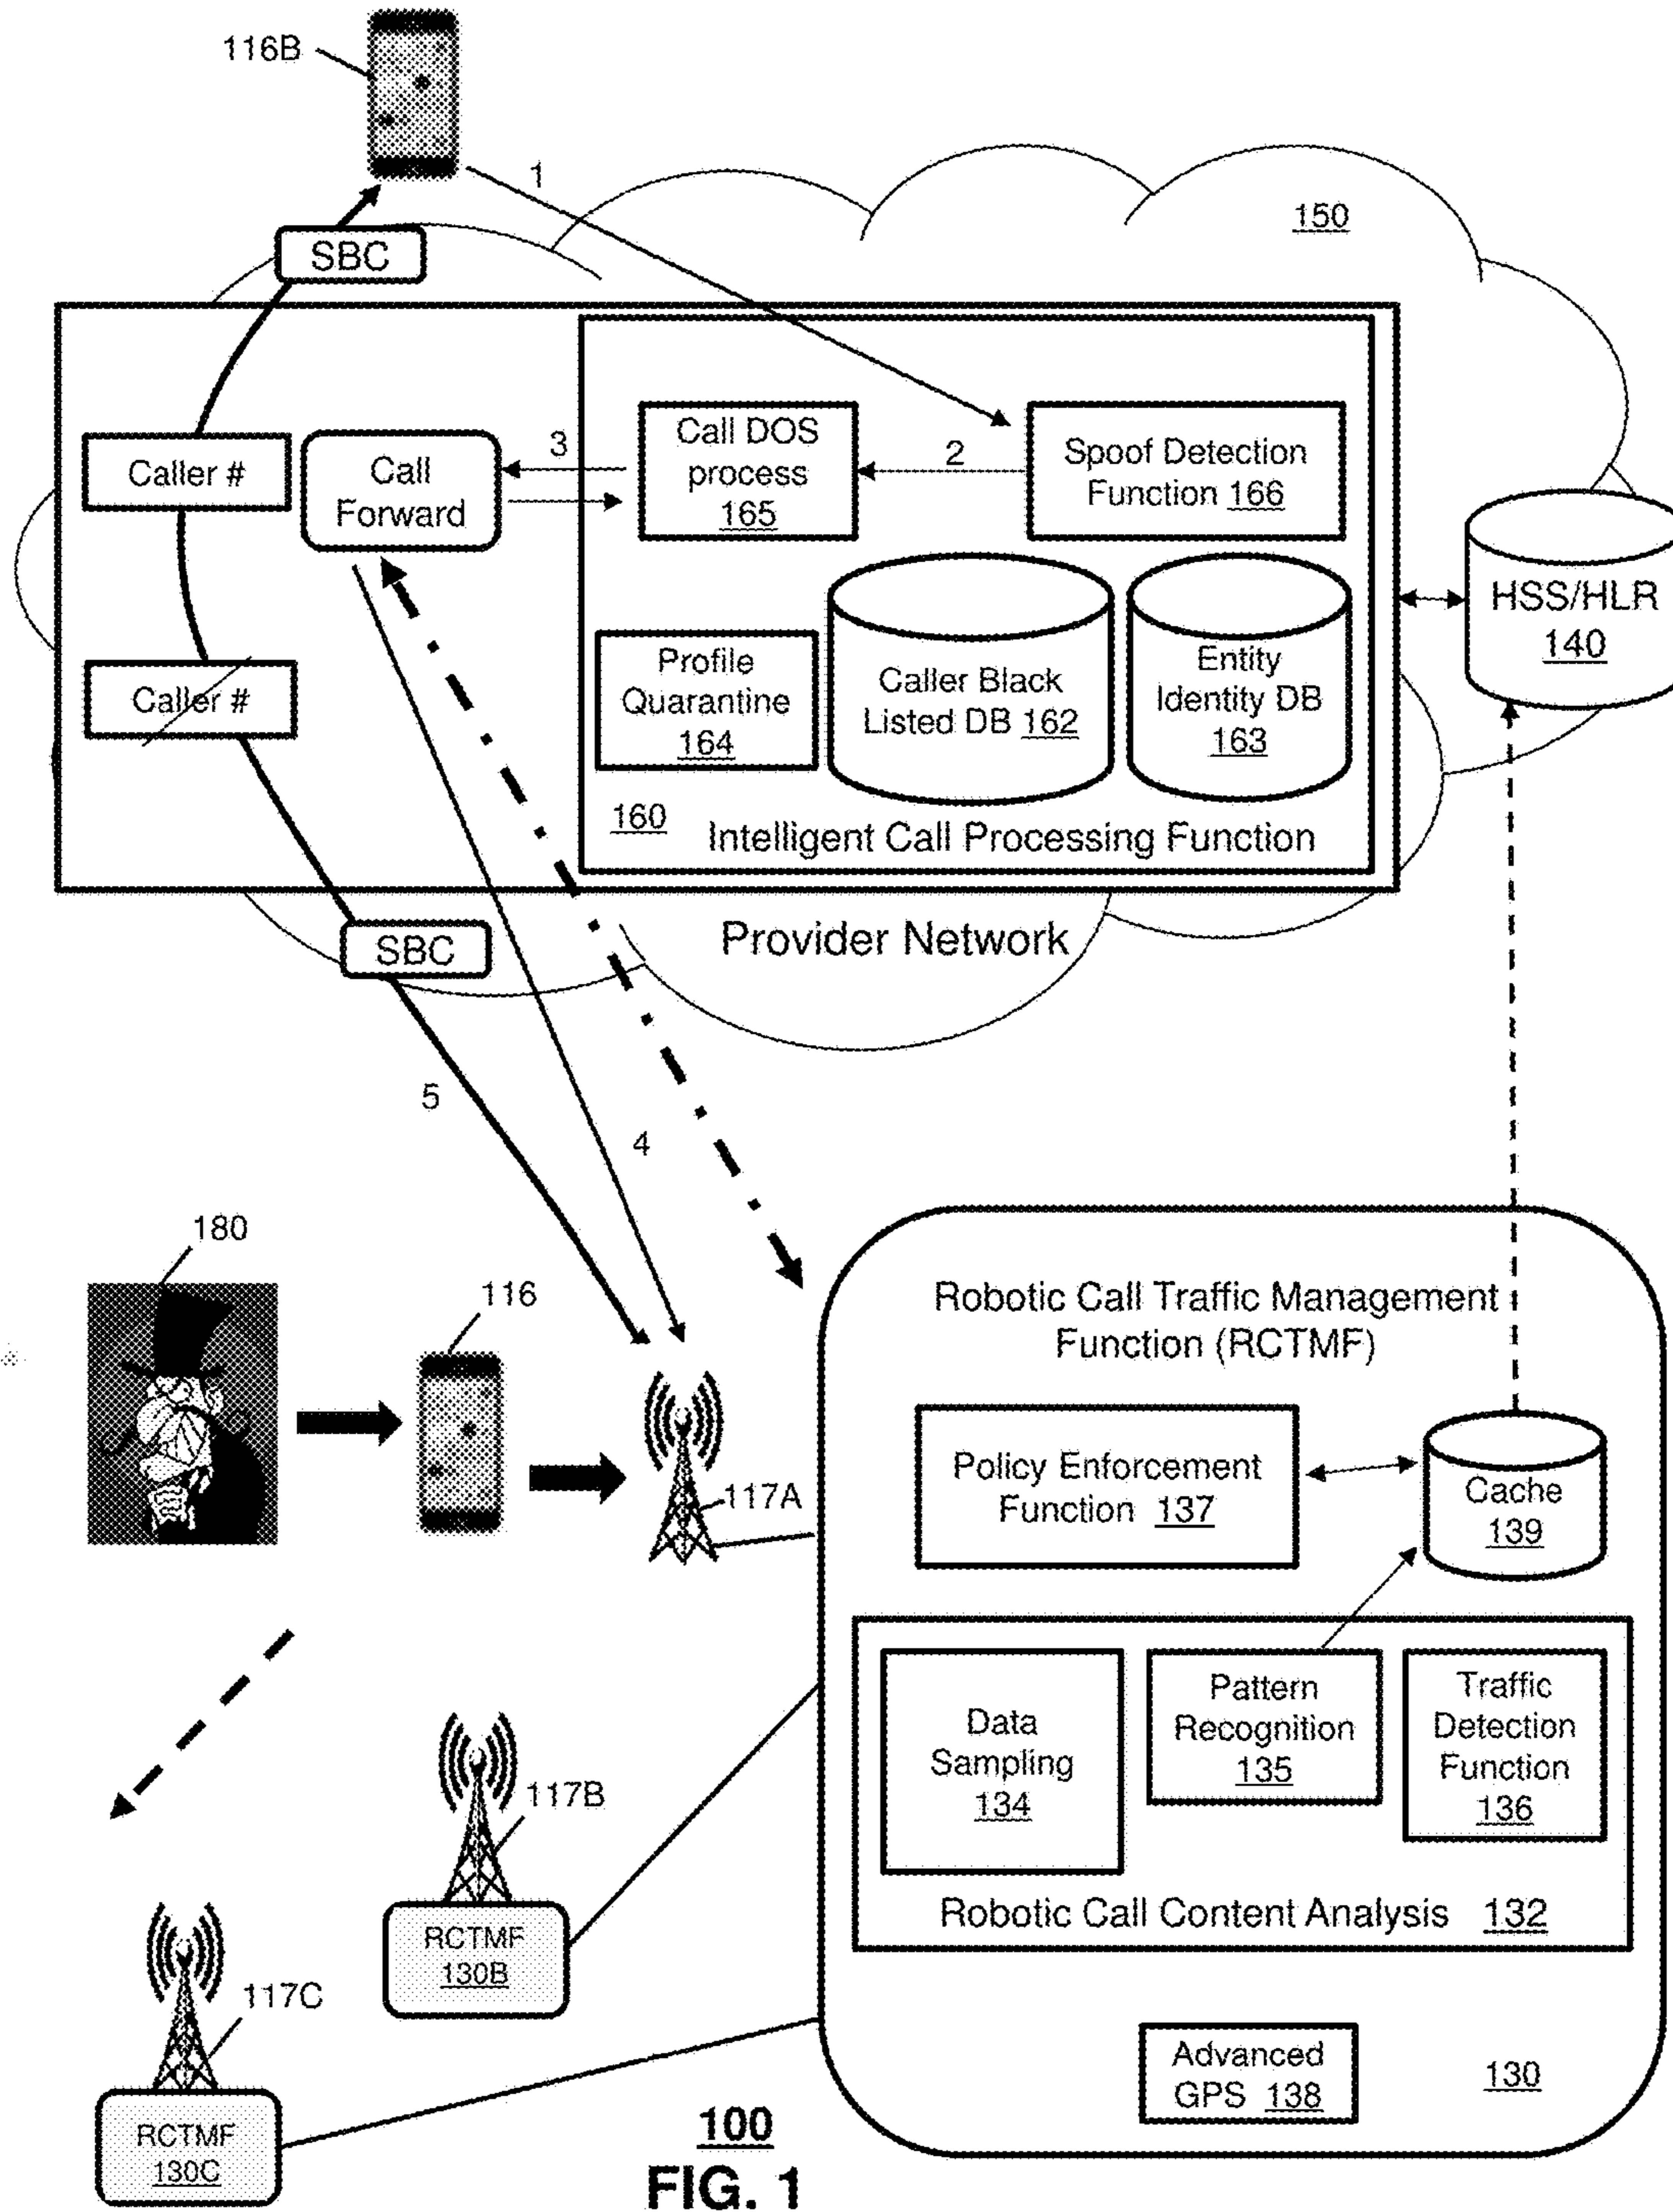 116B
1
150
SBC
Caller #
Call
Forward
3
Call DOS
process
165
2
Spoof Detection
Function 166
HSS/HLR
140
Caller #
Profile
Quarantine
164
Caller Black
Listed DB 162
Entity
Identity DB
163
160
Intelligent Call Processing Function
SBC
Provider Network
5
4
180
116
117A
Robotic Call Traffic Management
Function (RCTMF)
Policy Enforcement
Function 137
Cache
139
Data
Sampling
134
Pattern
Recognition
135
Traffic
Detection
Function
136
Robotic Call Content Analysis 132
117B
RCTMF
130B
117C
RCTMF
130C
Advanced
GPS 138
130
100
FIG. 1